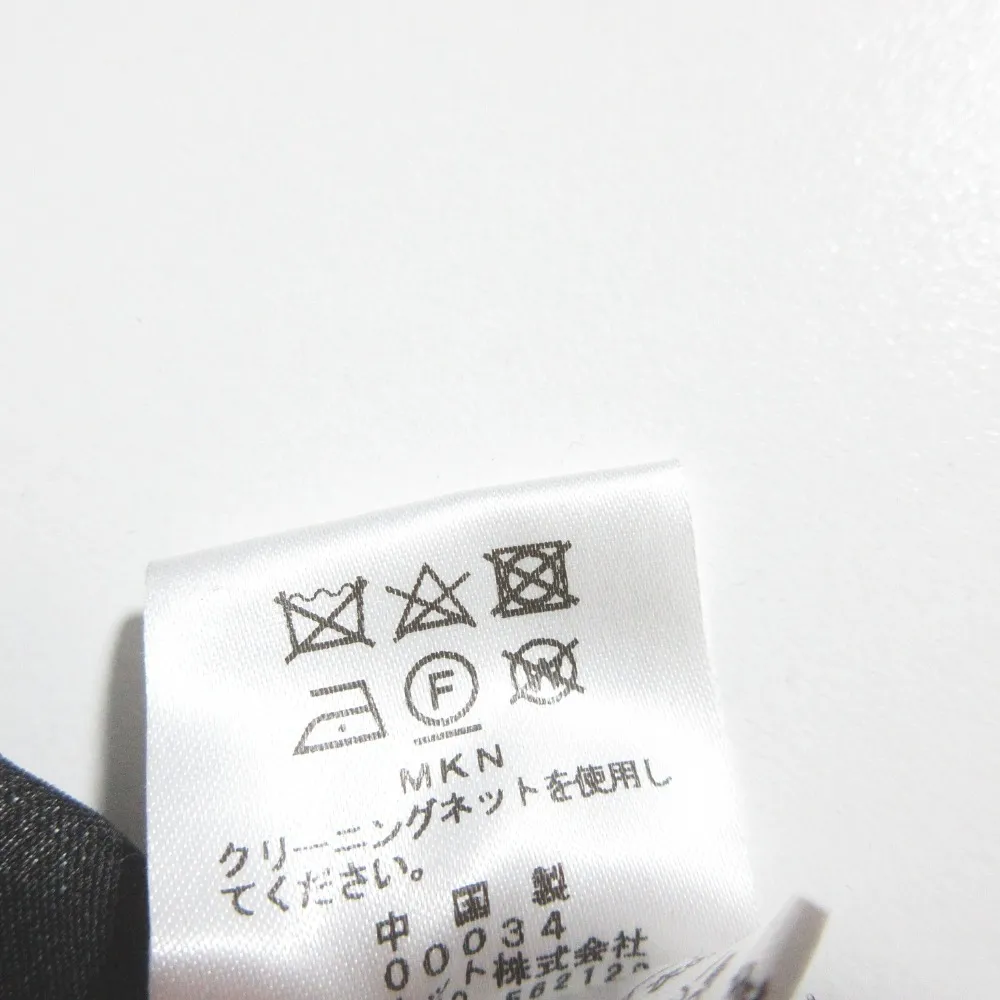 F
W
MKN
クリーニングネットを使用し
てください。
中国製
00034
ット株式会社